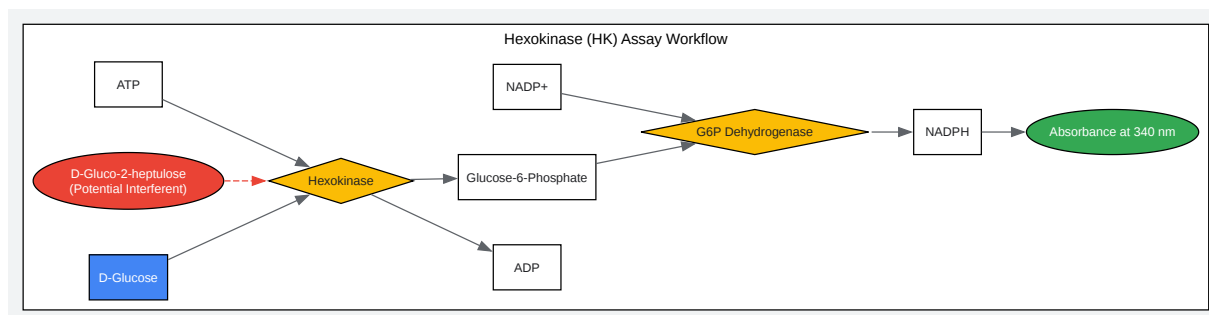 Hexokinase (HK) Assay Workflow
ATP
NADP+
G6P Dehydrogenase
NADPH
Absorbance at 340 nm
D-Gluco-2-heptulose
(Potential Interferent)
Hexokinase
Glucose-6-Phosphate
D-Glucose
ADP